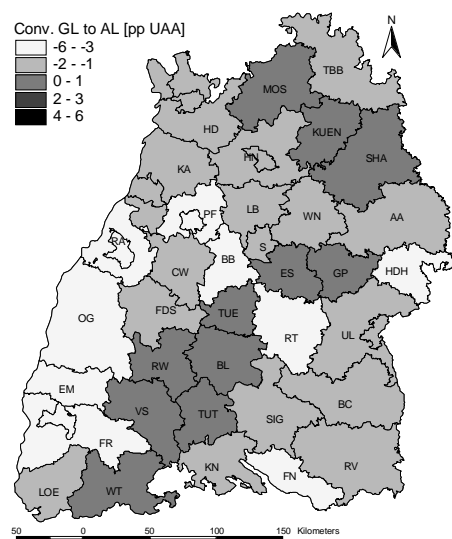 Conv. GL to AL [pp UAA]
-6 - -3
-2 - -1
0 - 1
2 - 3
4 - 6
N
TBB
MOS
KUEN
HD
HN
SHA
KA
PF
LB
WN
AA
RA
S
CW
BB
ES
GP
HDH
OG
FDS
TUE
RT
UL
RW
BL
EM
VS
TUT
SIG
BC
FR
KN
FN
RV
LOE
WT
50 0 50 100 150 Kilometers